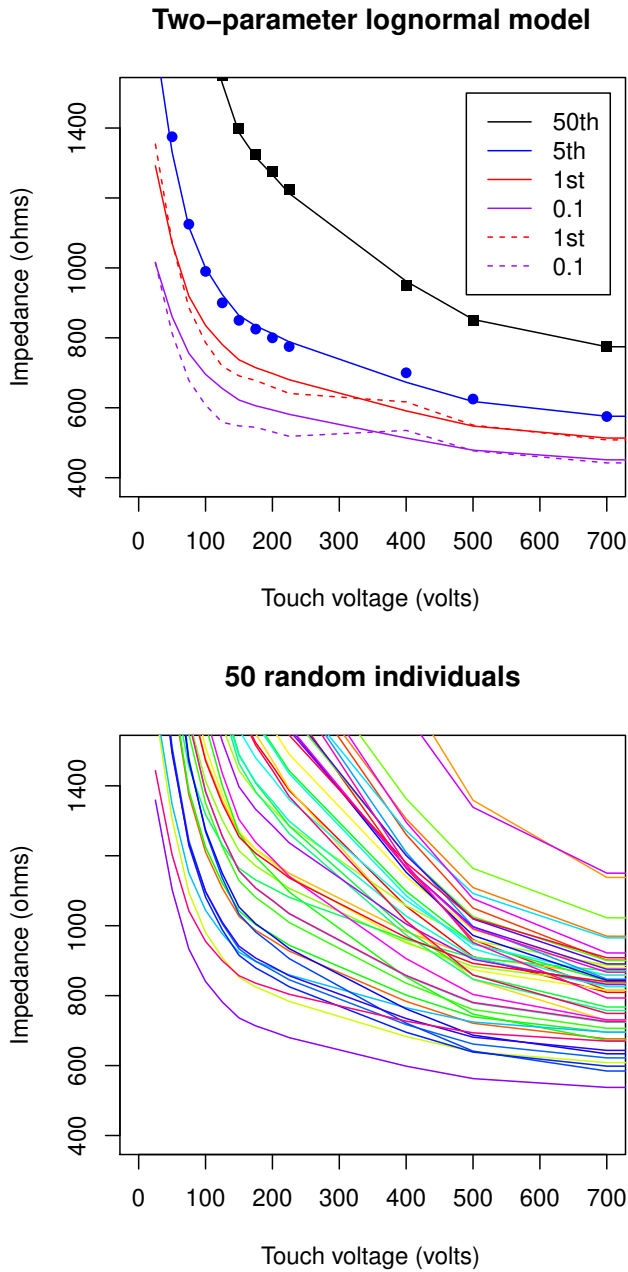 Two−parameter lognormal model
Impedance (ohms)
1400
1000
800
600
400
50th
5th
1st
0.1
1st
0.1
0 100 200 300 400 500 600 700
Touch voltage (volts)
50 random individuals
Impedance (ohms)
1400
1000
800
600
400
0 100 200 300 400 500 600 700
Touch voltage (volts)